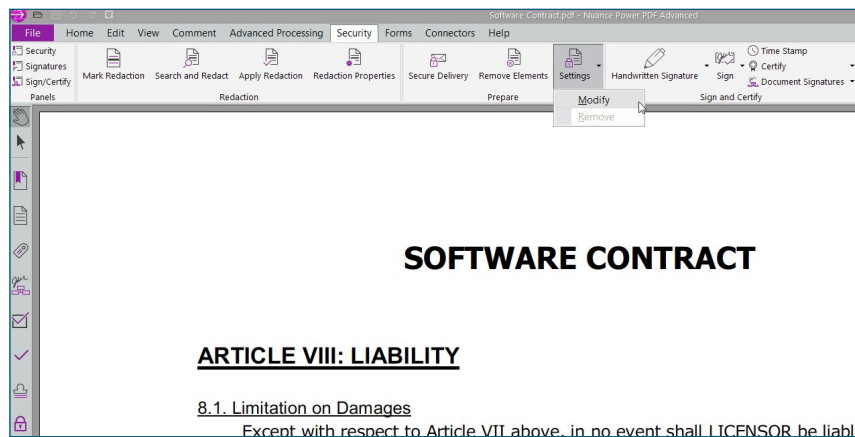 Software Contract.pdf - Nuance Power PDF Advanced
File Home Edit View Comment Advanced Processing Security Forms Connectors Help
Security
Signatures
Sign/Certify
Panels
Mark Redaction Search and Redact Apply Redaction Redaction Properties
Redaction
Secure Delivery Remove Elements Settings
Prepare
Handwritten Signature Sign
Time Stamp
Certify
Document Signatures
Sign and Certify
Modify
Remove
SOFTWARE CONTRACT
ARTICLE VIII: LIABILITY
8.1. Limitation on Damages
Except with respect to Article VII above, in no event shall LICENSOR be liabl